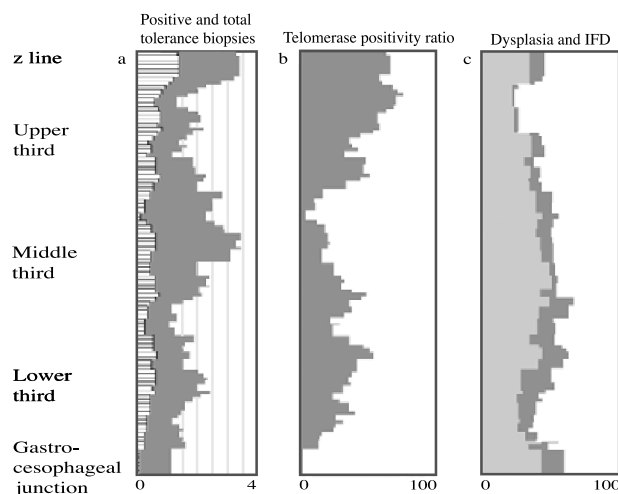 Positive and total
tolerance biopsies
Telomerase positivity ratio
Dysplasia and IFD
z line
a
b
c
Upper
third
Middle
third
Lower
third
Gastro-
cesophageal
junction
0
4
0
100
0
100